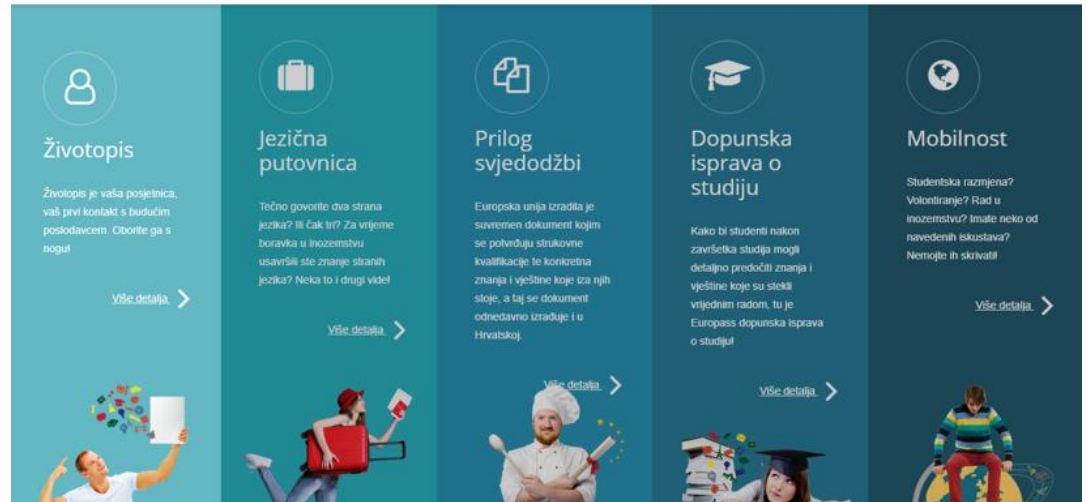 Životopis
Životopis je vaša posjetnica,
vaš prvi kontakt s budućim
poslodavcem. Oborite ga s
nogu!
Više detalja
Jezična
putovnica
Tečno govorite dva strana
jezika? Ili čak tri? Za vrijeme
boravka u inozemstvu
usavršili ste znanje stranih
jezika? Neka to i drugi vide!
Više detalja
Prilog
svjedodžbi
Europska unija izradila je
suvremen dokument kojim
se potvrđuju strukovne
kvalifikacije te konkretna
znanja i vještine koje iza njih
stoje, a taj se dokument
odnedavno izrađuje i u
Hrvatskoj.
Više detalja
Dopunska
isprava o
studiju
Kako bi studenti nakon
završetka studija mogli
detaljno predočiti znanja i
vještine koje su stekli
vrijednim radom, tu je
Europass dopunska isprava
o studiju!
Više detalja
Mobilnost
Studentska razmjena?
Volontiranje? Rad u
inozemstvu? Imate neko od
navedenih iskustava?
Nemojte ih skrivati!
Više detalja